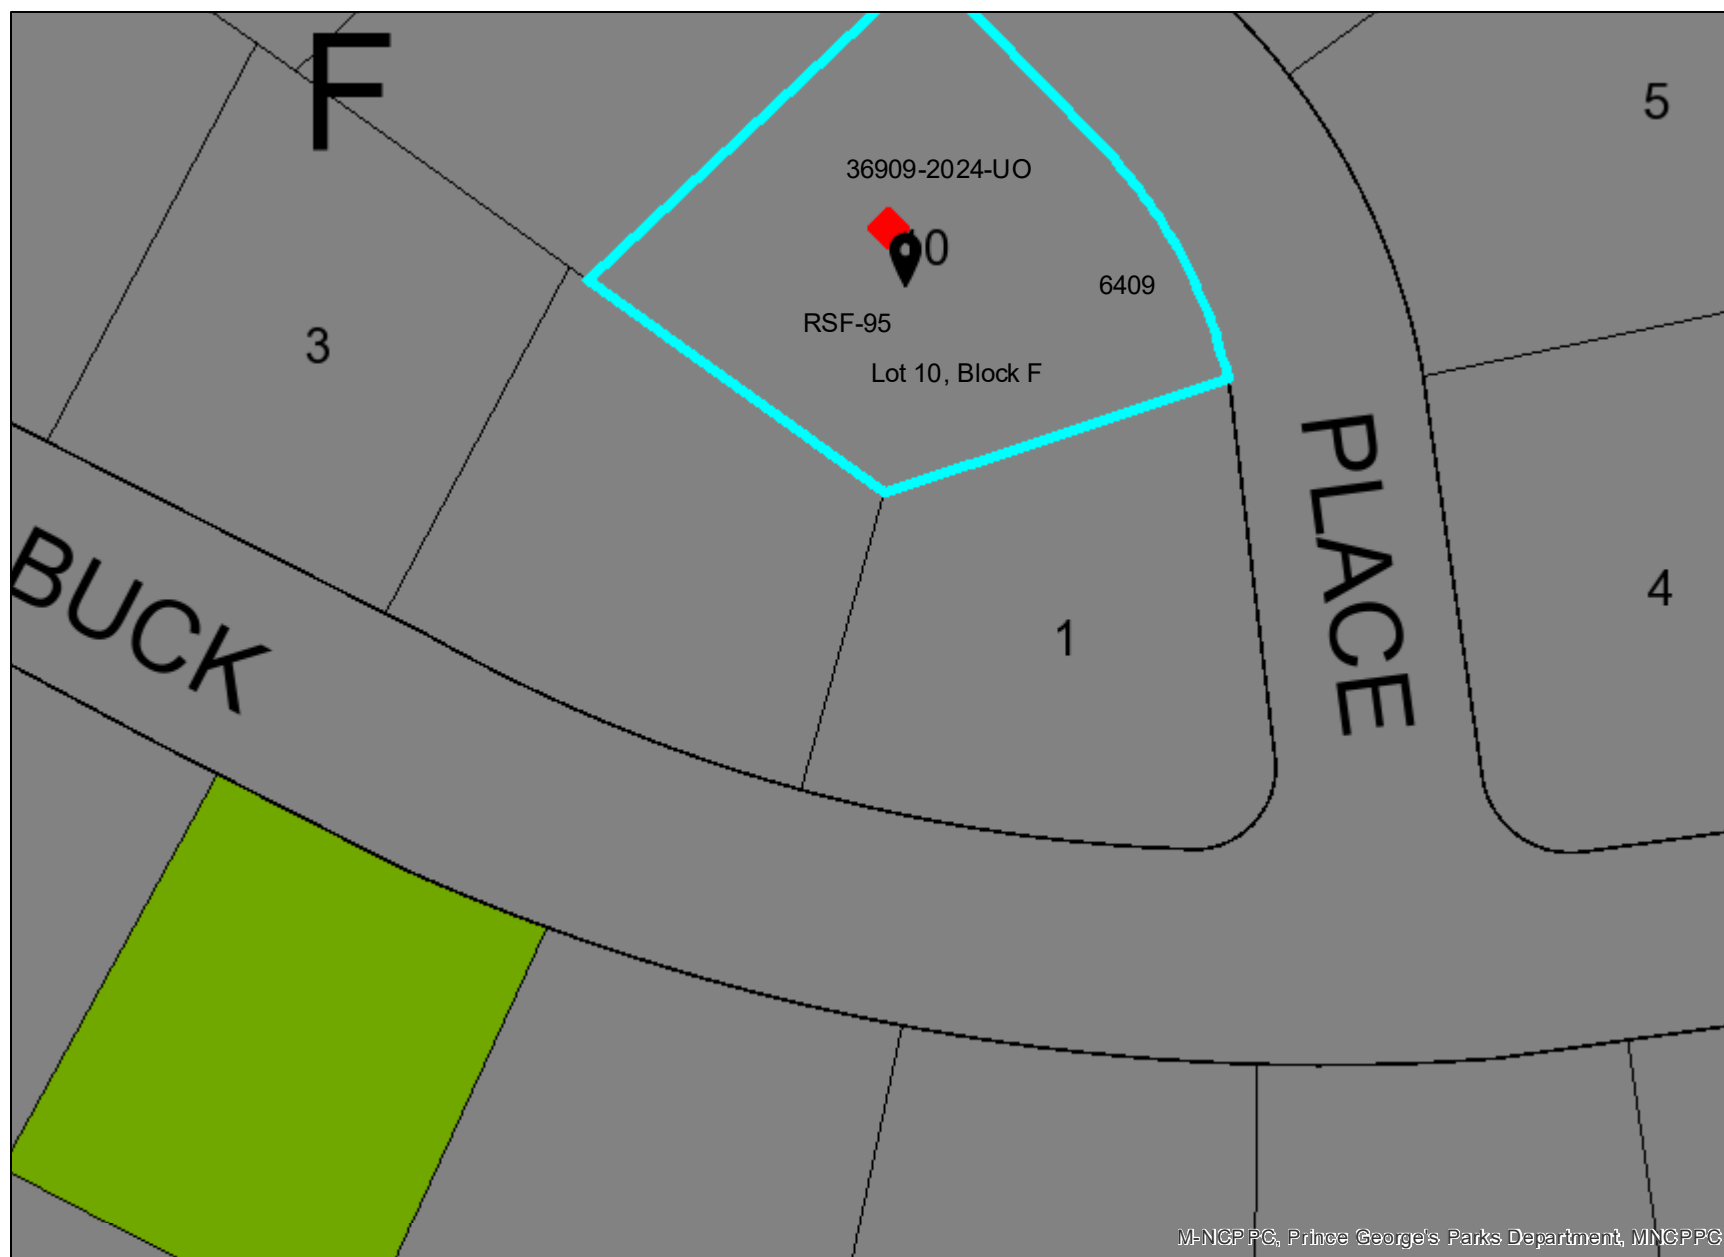 F
5
36909-2024-UO
0
6409
RSF-95
3
Lot 10, Block F
PLACE
BUCK
4
1
M-NCPPC, Prince George's Parks Department, MNCPPC